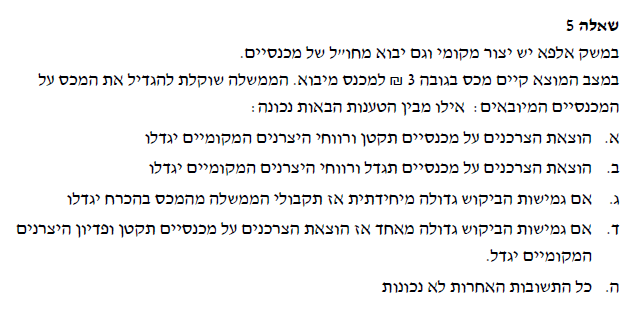 שאלה 5
במשק אלפא יש יצור מקומי וגם יבוא מחו״ל של מכנסיים.
במצב המוצא קיים מכס בגובה 3 ₪ למכנס מיבוא. הממשלה שוקלת להגדיל את המכס על
המכנסיים המיובאים: אילו מבין הטענות הבאות נכונה:
א. הוצאת הצרכנים על מכנסיים תקטן ורווחי היצרנים המקומיים יגדלו
ב. הוצאת הצרכנים על מכנסיים תגדל ורווחי היצרנים המקומיים יגדלו
ג. אם גמישות הביקוש גדולה מיחידתית אז תקבולי הממשלה מהמכס בהכרח יגדלו
ד. אם גמישות הביקוש גדולה מאחד אז הוצאת הצרכנים על מכנסיים תקטן ופדיון היצרנים
המקומיים יגדל.
ה. כל התשובות האחרות לא נכונות